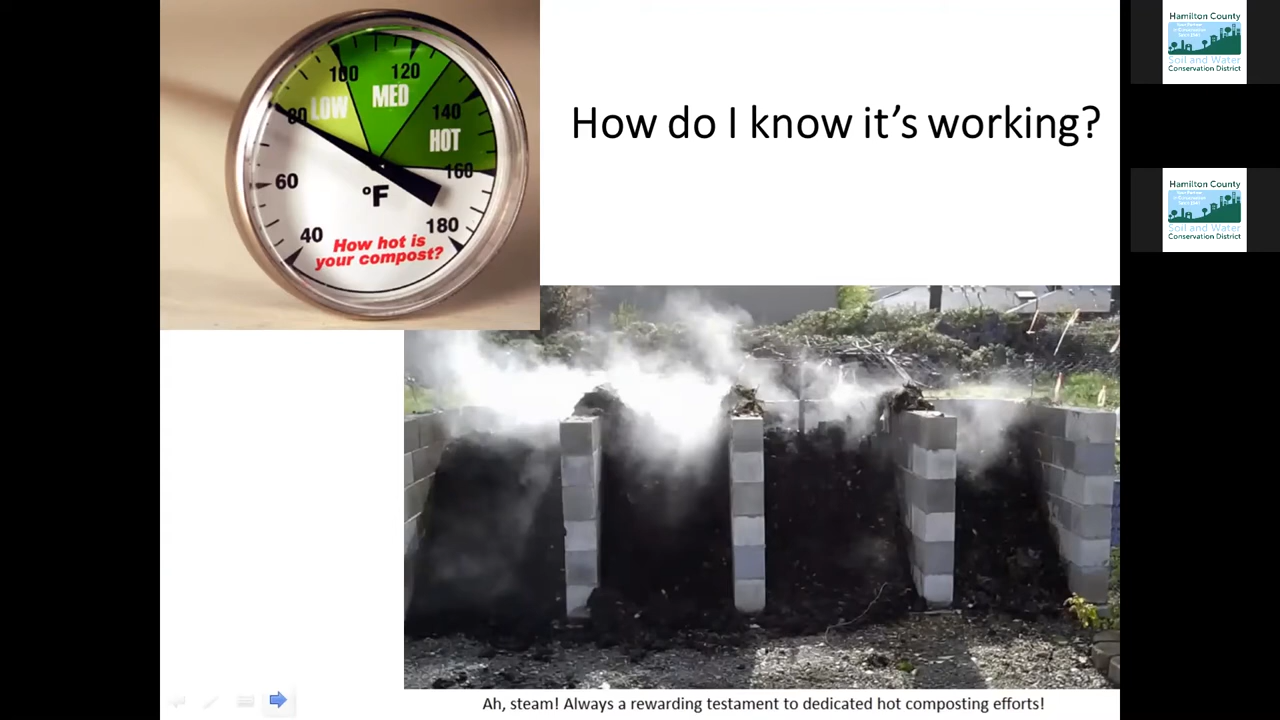 How do I know it's working?
80
100
120
LOW
MED
140
HOT
60
160
°F
40
180
How hot is
your compost?
Ah, steam! Always a rewarding testament to dedicated hot composting efforts!
Hamilton County
Soil and Water
Conservation District
Hamilton County
Soil and Water
Conservation District